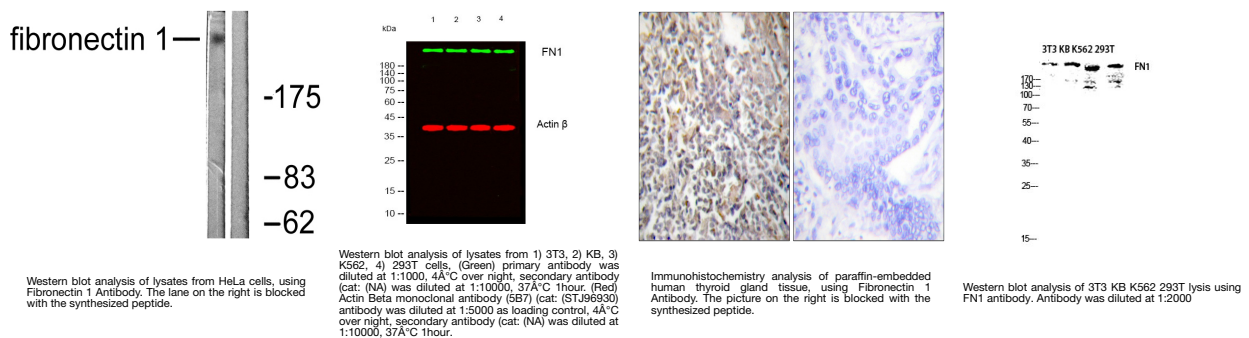 fibronectin 1
-175
-83
-62
Western blot analysis of lysates from HeLa cells, using
Fibronectin 1 Antibody. The lane on the right is blocked
with the synthesized peptide.
1 2 3 4
kDa
FN1
180
140
100
75
60
45
Actin β
35
25
15
10
Western blot analysis of lysates from 1) 3T3, 2) KB, 3)
K562, 4) 293T cells, (Green) primary antibody was
diluted at 1:1000, 4Â°C over night, secondary antibody
(cat: (NA) was diluted at 1:10000, 37Â°C 1hour. (Red)
Actin Beta monoclonal antibody (5B7) (cat: (STJ96930)
antibody was diluted at 1:5000 as loading control, 4Â°C
over night, secondary antibody (cat: (NA) was diluted at
1:10000, 37Â°C 1hour.
Immunohistochemistry analysis of paraffin-embedded
human thyroid gland tissue, using Fibronectin 1
Antibody. The picture on the right is blocked with the
synthesized peptide.
3T3 KB K562 293T
FN1
170
130
100
70
55
40
35
25
15
Western blot analysis of 3T3 KB K562 293T lysis using
FN1 antibody. Antibody was diluted at 1:2000